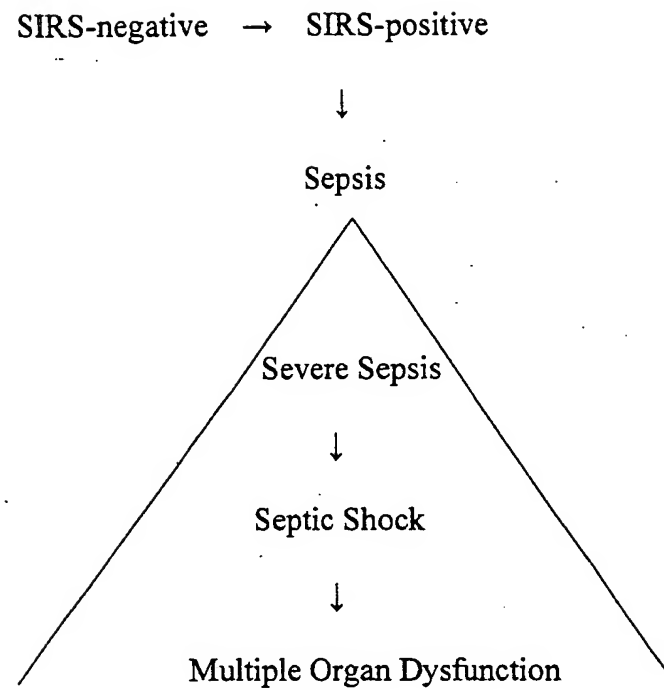 SIRS-negative → SIRS-positive
↓
Sepsis
Severe Sepsis
↓
Septic Shock
↓
Multiple Organ Dysfunction